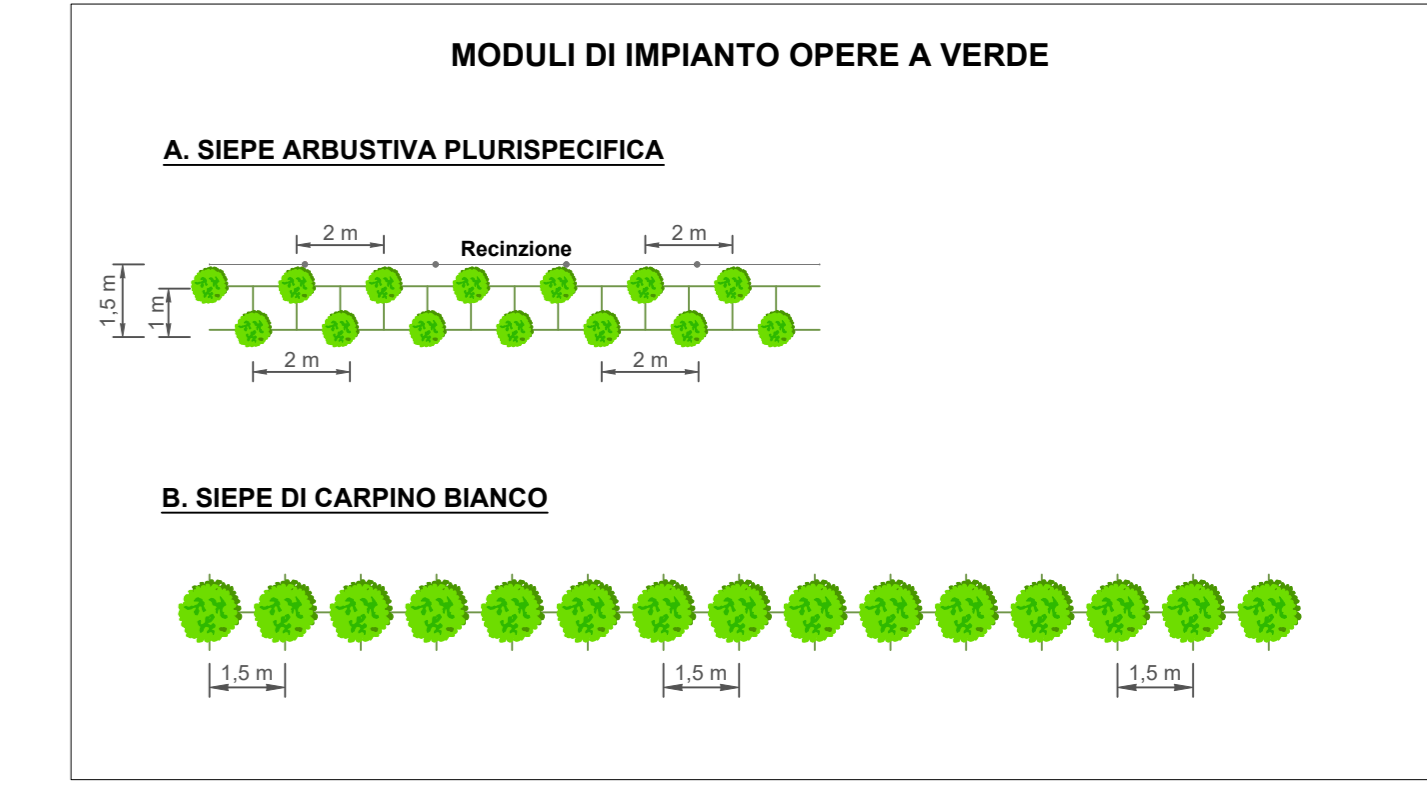 MODULI DI IMPIANTO OPERE A VERDE
A. SIEPE ARBUSTIVA PLURISPECIFICA
2 m
Recinzione
2 m
1,5 m
1 m
2 m
2 m
B. SIEPE DI CARPINO BIANCO
1,5 m
1,5 m
1,5 m